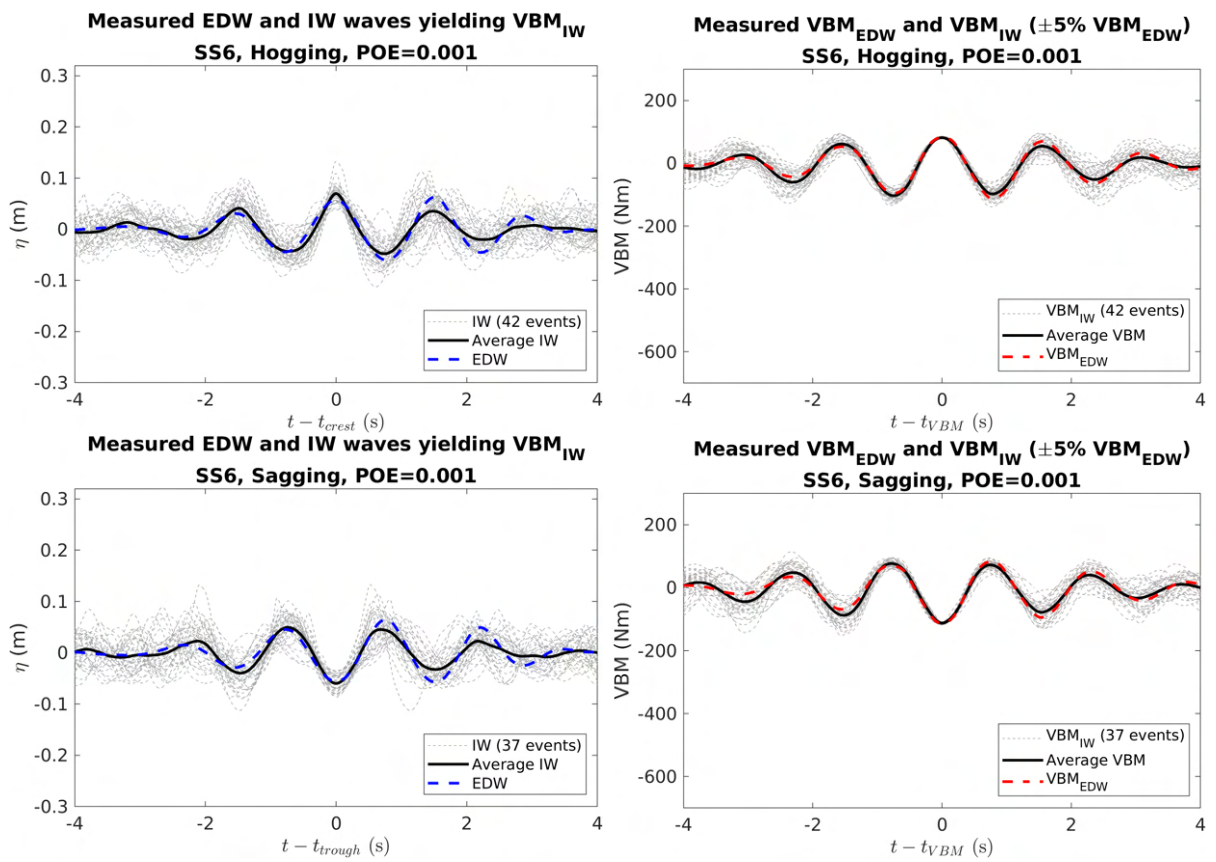 Measured EDW and IW waves yielding VBM_IW
SS6, Hogging, POE=0.001
0.3
0.2
0.1
0
-0.1
-0.2
-0.3
η (m)
IW (42 events)
Average IW
EDW
-4 -2 0 2 4
t − t_crest (s)
Measured VBM_EDW and VBM_IW (±5% VBM_EDW)
SS6, Hogging, POE=0.001
200
0
-200
-400
-600
VBM (Nm)
VBM_IW (42 events)
Average VBM
VBM_EDW
-4 -2 0 2 4
t − t_VBM (s)
Measured EDW and IW waves yielding VBM_IW
SS6, Sagging, POE=0.001
0.3
0.2
0.1
0
-0.1
-0.2
-0.3
η (m)
IW (37 events)
Average IW
EDW
-4 -2 0 2 4
t − t_trough (s)
Measured VBM_EDW and VBM_IW (±5% VBM_EDW)
SS6, Sagging, POE=0.001
200
0
-200
-400
-600
VBM (Nm)
VBM_IW (37 events)
Average VBM
VBM_EDW
-4 -2 0 2 4
t − t_VBM (s)